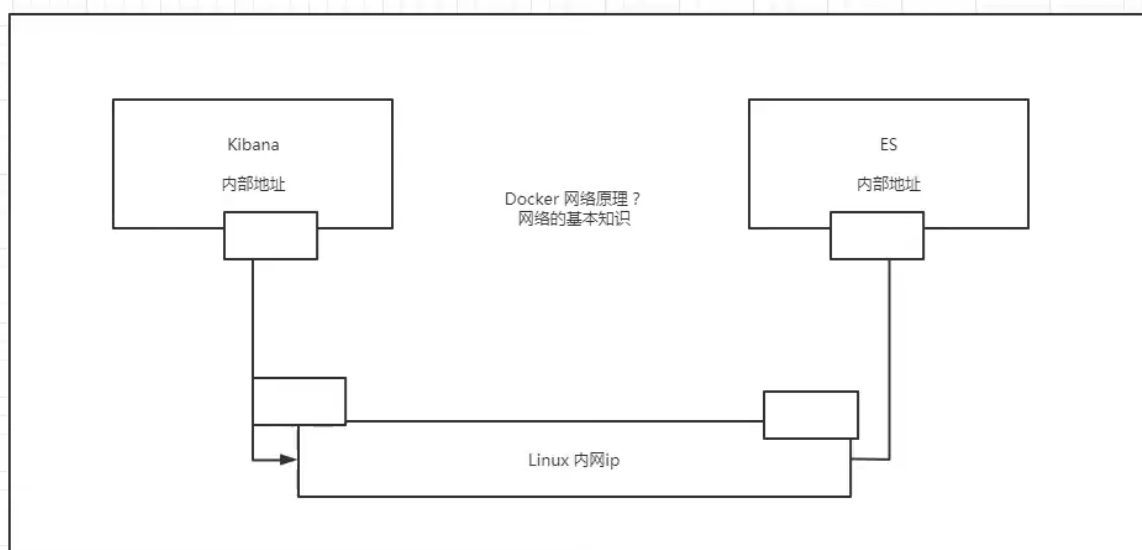 Kibana
内部地址
ES
内部地址
Docker 网络原理？
网络的基本知识
Linux 内网ip